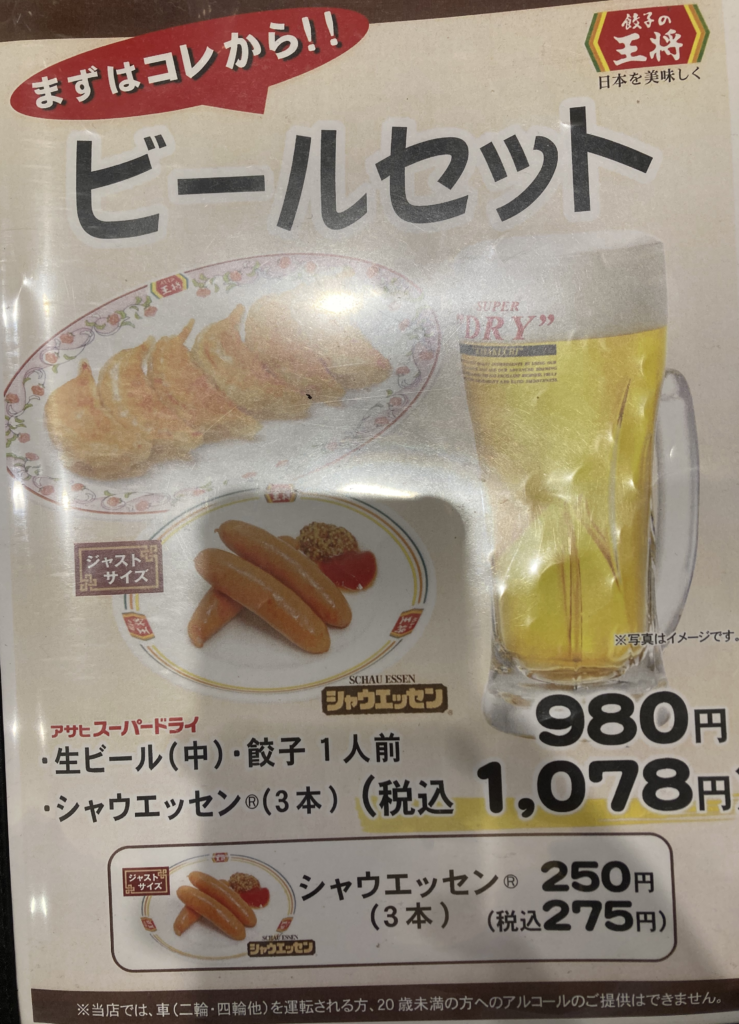 まずはコレから!!
餃子の
王将
日本を美味しく
ビールセット
王将
SUPER
"DRY"
ジャスト
サイズ
王将
※写真はイメージです。
SCHAU ESSEN
シャウエッセン®
アサヒスーパードライ
・生ビール(中)・餃子 1人前
980円
・シャウエッセン®(3本)
(税込 1,078円)
ジャスト
サイズ
シャウエッセン® 250円
(3本) (税込275円)
SCHAU ESSEN
シャウエッセン
※当店では、車(二輪・四輪他)を運転される方、20歳未満の方へのアルコールのご提供はできません。